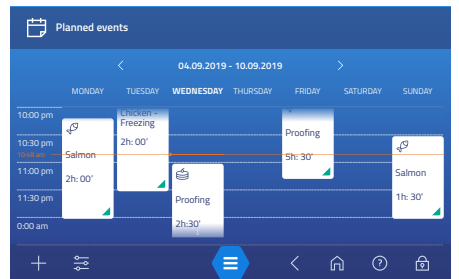 Planned events
04.09.2019 - 10.09.2019
MONDAY TUESDAY WEDNESDAY THURSDAY FRIDAY SATURDAY SUNDAY
10:00 pm
Chicken -
Freezing
2h: 00'
Proofing
5h: 30'
10:30 pm
10:48 am
Salmon
2h: 00'
11:00 pm
Salmon
1h: 30'
11:30 pm
Proofing
2h:30'
0:00 am